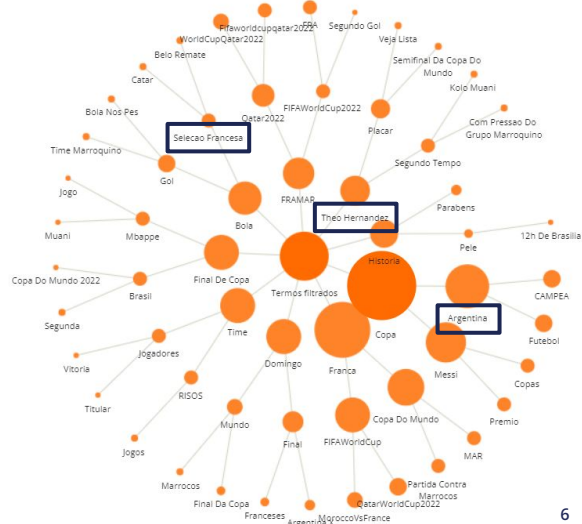 Fifaworldcupqatar2022
FRA
Segundo Gol
Veja Lista
WorldCupQatar2022
Semifinal Da Copa Do
Mundo
Belo Remate
Kolo Muani
Catar
Com Pressao Do
Grupo Marroquino
Bola Nos Pes
Qatar2022
FIFAWorldCup2022
Placar
Selecao Francesa
Time Marroquino
Segundo Tempo
Gol
FRAMAR
Theo Hernandez
Parabens
Jogo
Bola
12h De Brasilia
Muani
Mbappe
Historia
Pele
Copa Do Mundo 2022
Final De Copa
Termos filtrados
CAMPEA
Brasil
Argentina
Segunda
Time
Copa
Futebol
Vitoria
Jogadores
Domingo
Franca
Messi
Copas
Titular
RISOS
Premio
Copa Do Mundo
Mundo
Final
FIFAWorldCup
MAR
Jogos
Marrocos
Partida Contra
Marrocos
Final Da Copa
Franceses
QatarWorldCup2022
MoroccoVsFrance
Argentina X
6